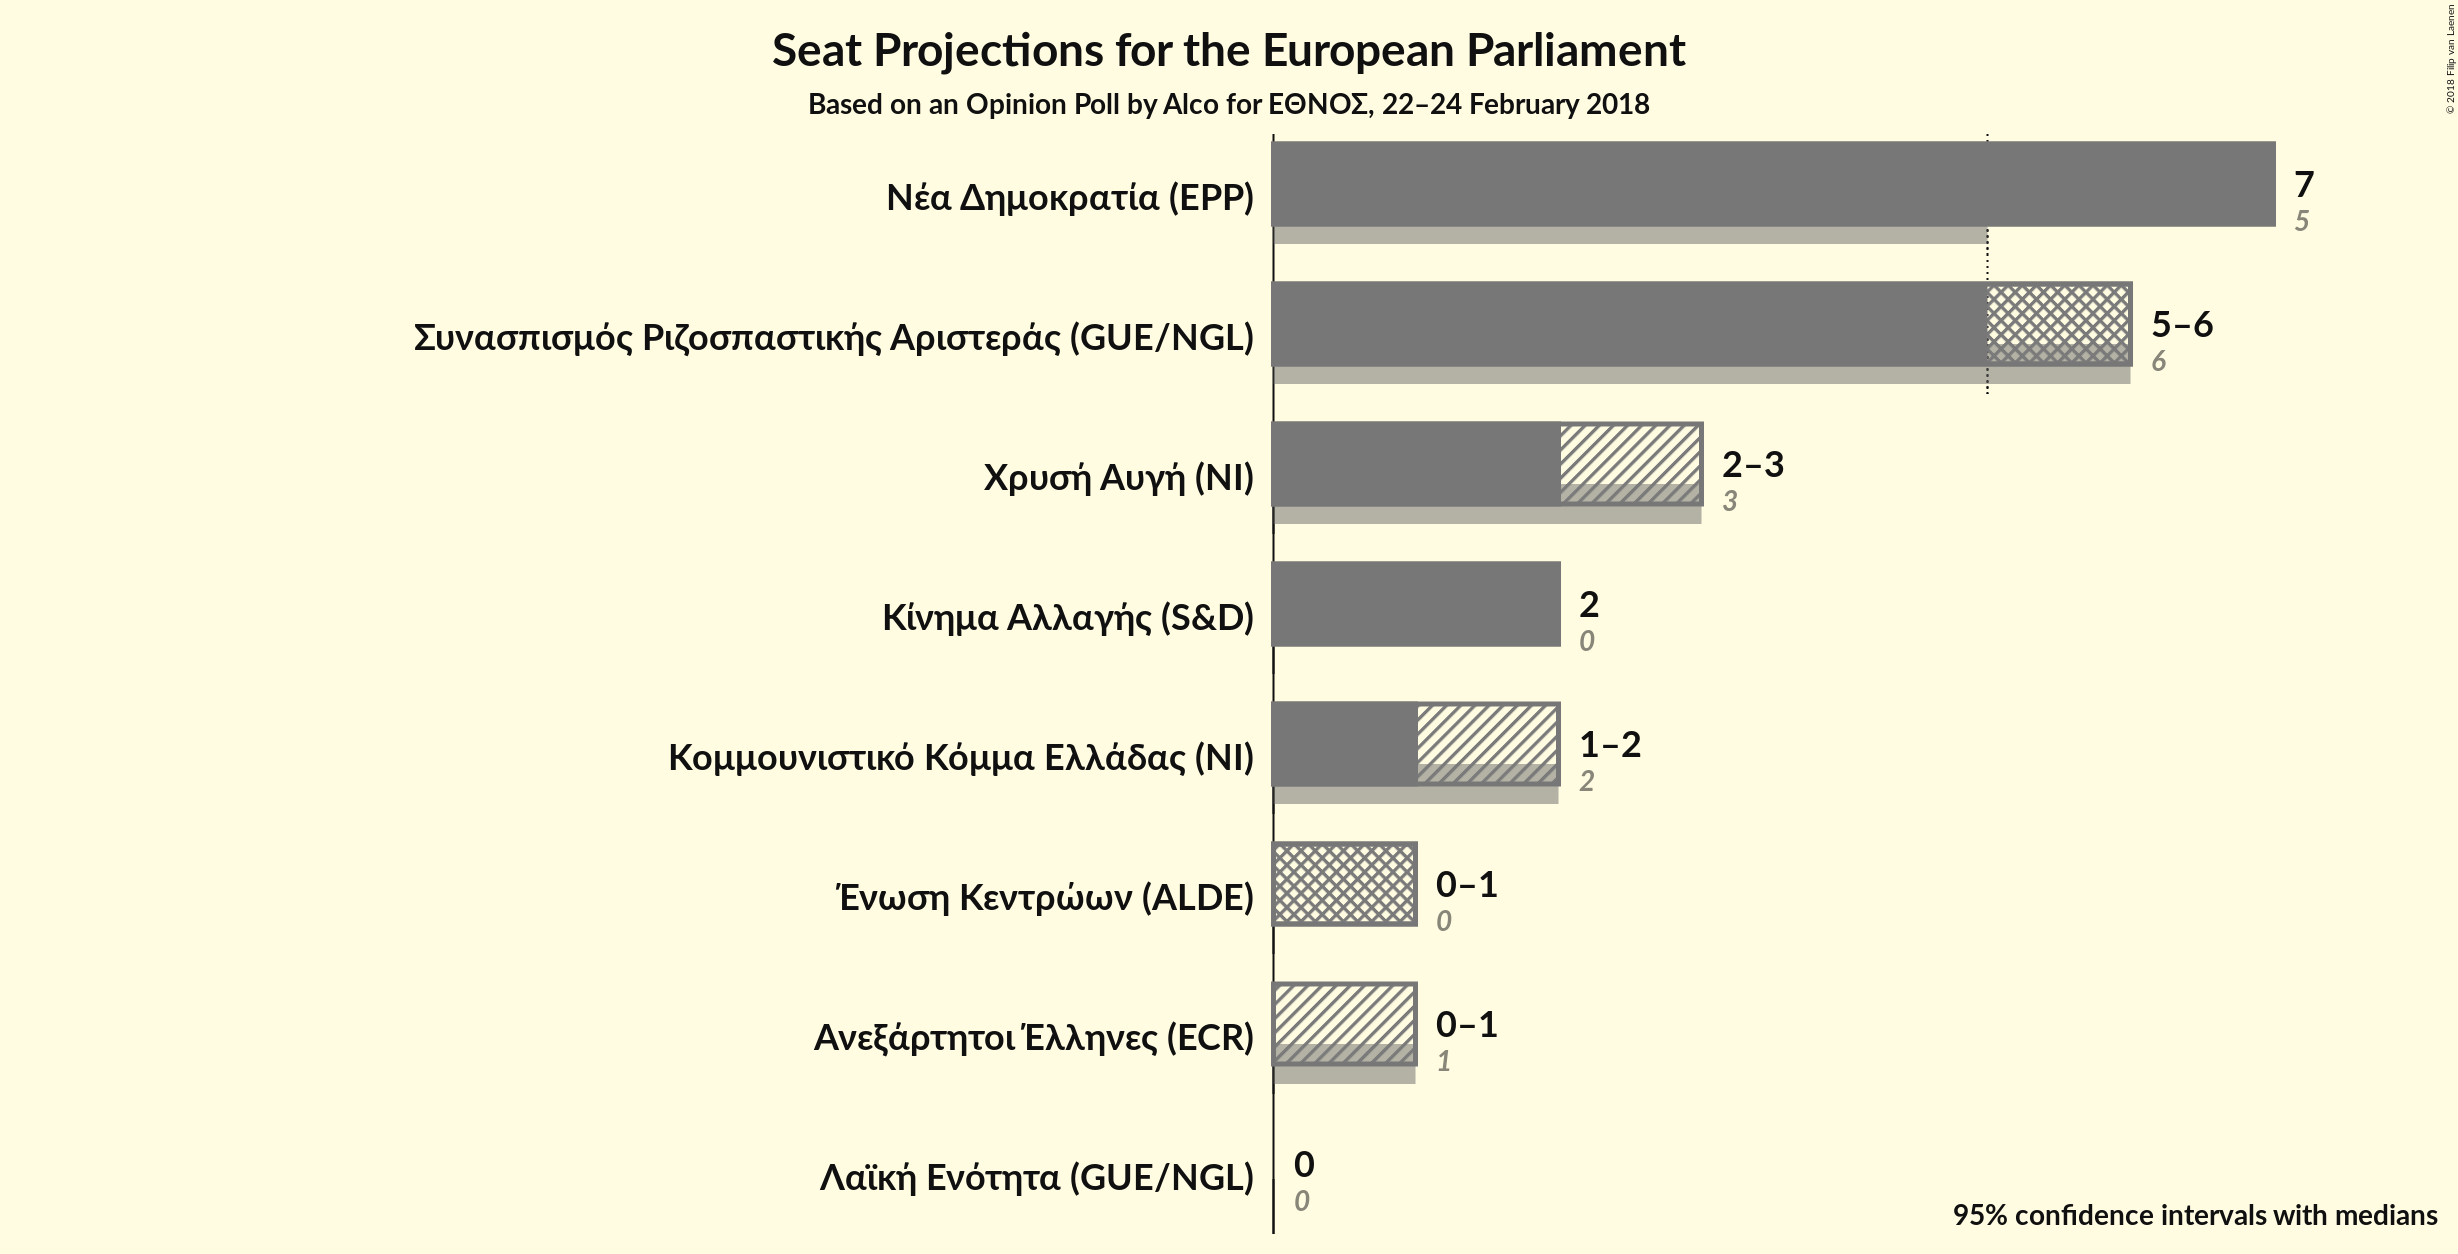 Seat Projections for the European Parliament
Based on an Opinion Poll by Alco for ΕΘΝΟΣ, 22–24 February 2018
© 2018 Filip van Laenen
Νέα Δημοκρατία (EPP)
7
5
Συνασπισμός Ριζοσπαστικής Αριστεράς (GUE/NGL)
5–6
6
Χρυσή Αυγή (NI)
2–3
3
Κίνημα Αλλαγής (S&D)
2
0
Κομμουνιστικό Κόμμα Ελλάδας (NI)
1–2
2
Ένωση Κεντρώων (ALDE)
0–1
0
Ανεξάρτητοι Έλληνες (ECR)
0–1
1
Λαϊκή Ενότητα (GUE/NGL)
0
0
95% confidence intervals with medians